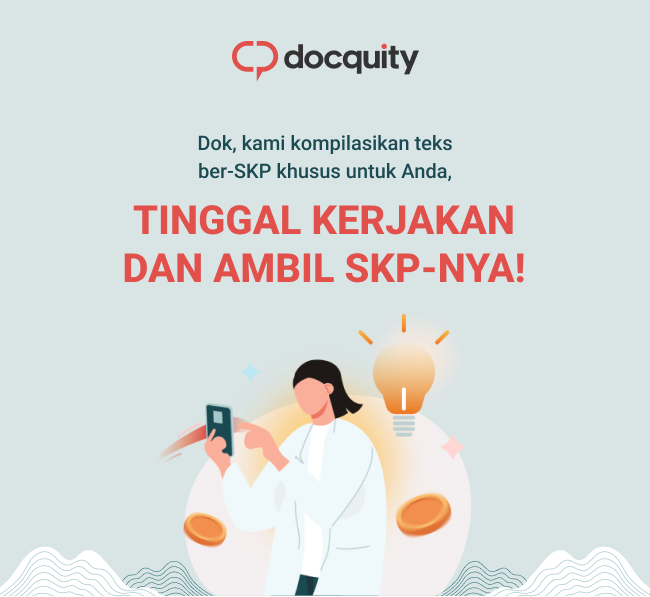 docquity
Dok, kami kompilasikan teks
ber-SKP khusus untuk Anda,
TINGGAL KERJAKAN
DAN AMBIL SKP-NYA!